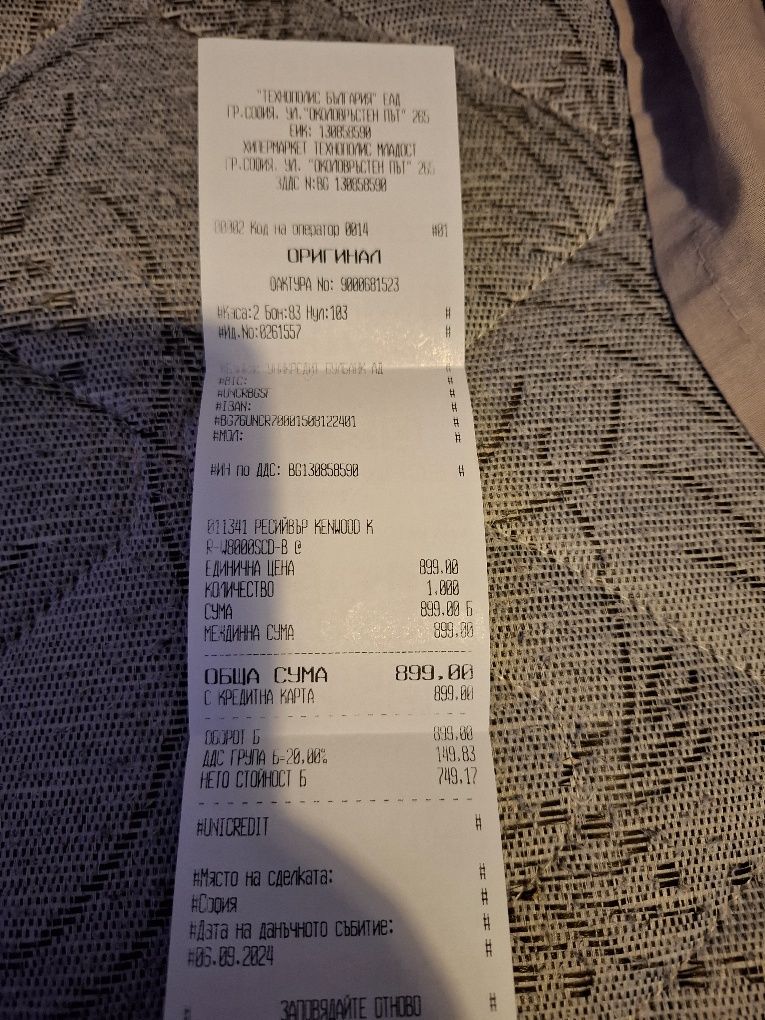 "ТЕХНОПОЛИС БЪЛГАРИЯ" ЕАД
ГР.СОФИЯ. УЛ."ОКОЛОВРЪСТЕН ПЪТ" 265
ЕИК: 130858590
ХИПЕРМАРКЕТ ТЕХНОПОЛИС МЛАДОСТ
ГР.СОФИЯ. УЛ. "ОКОЛОВРЪСТЕН ПЪТ" 265
ЗДДС N:BG 130858590
00002 Код на оператор 0014 #01
ОРИГИНАЛ
ФАКТУРА No: 9000681523
#Каса:2 Бон:83 Нул:103 #
#Ид.No:0261557 #
УНИКРЕДИТ БУЛБАНК АД #
#BIC: #
#UNCRBGSF #
#IBAN: #
#BG76UNCR70001508122401 #
#МОЛ: #
#ИН по ДДС: BG130858590 #
011341 РЕСИЙВЪР KENWOOD K
R-W8000SCD-B @
ЕДИНИЧНА ЦЕНА 899.00
КОЛИЧЕСТВО 1.000
СУМА 899.00 Б
МЕЖДИННА СУМА 899.00
ОБЩА СУМА 899.00
С КРЕДИТНА КАРТА 899.00
ОБОРОТ Б 899.00
ДДС ГРУПА Б=20.00% 149.83
НЕТО СТОЙНОСТ Б 749.17
#UNICREDIT #
#Място на сделката: #
#София #
#Дата на данъчното събитие: #
#06.09.2024 #
ЗАПОВЯДАЙТЕ ОТНОВО #